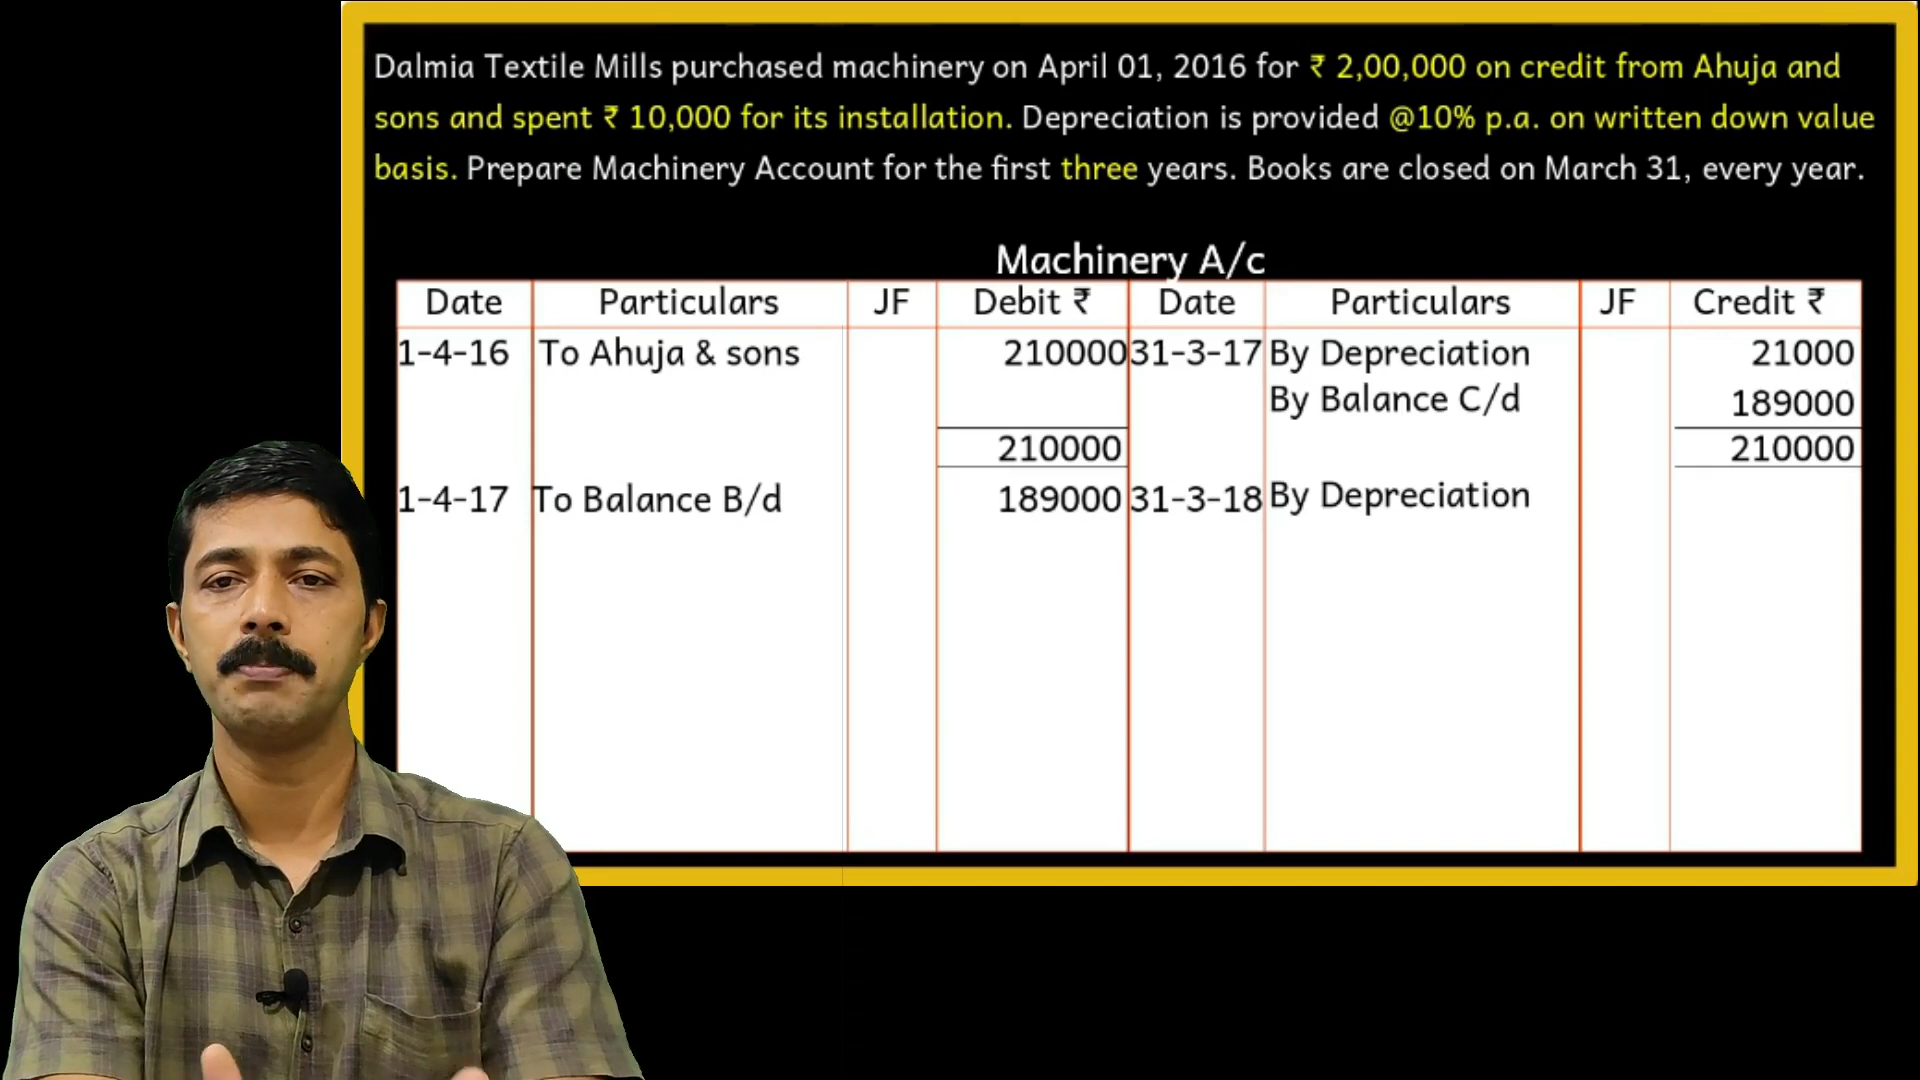 Dalmia Textile Mills purchased machinery on April 01, 2016 for ₹ 2,00,000 on credit from Ahuja and
sons and spent ₹ 10,000 for its installation. Depreciation is provided @10% p.a. on written down value
basis. Prepare Machinery Account for the first three years. Books are closed on March 31, every year.
Machinery A/c
Date Particulars JF Debit ₹ Date Particulars JF Credit ₹
1-4-16 To Ahuja & sons 210000 31-3-17 By Depreciation 21000
By Balance C/d 189000
210000 210000
1-4-17 To Balance B/d 189000 31-3-18 By Depreciation